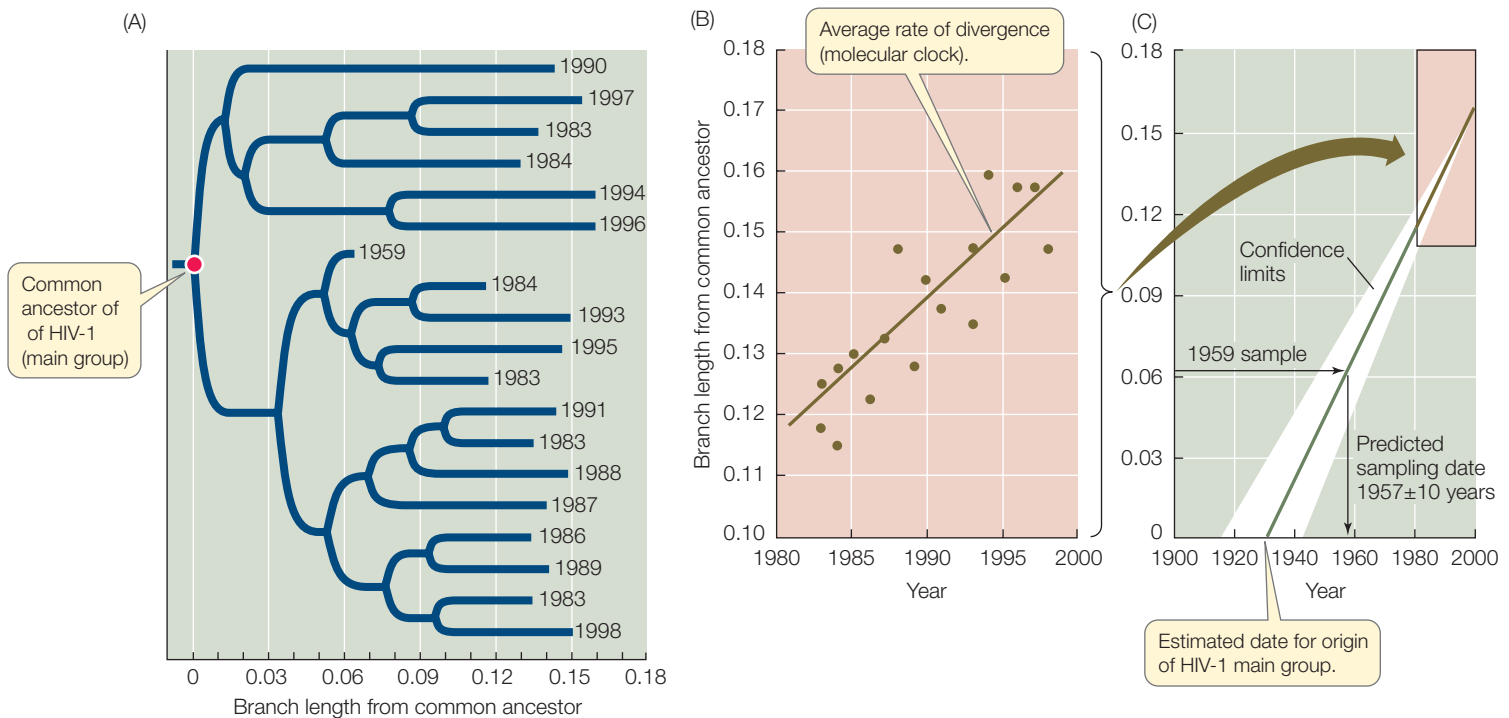 (A)
1990
1997
1983
1984
1994
1996
1959
1984
1993
1995
1983
1991
1983
1988
1987
1986
1989
1983
1998
Common
ancestor of
of HIV-1
(main group)
0 0.03 0.06 0.09 0.12 0.15 0.18
Branch length from common ancestor
(B)
Average rate of divergence
(molecular clock).
Branch length from common ancestor
0.18
0.17
0.16
0.15
0.14
0.13
0.12
0.11
0.10
1980 1985 1990 1995 2000
Year
(C)
0.18
0.15
0.12
0.09
0.06
0.03
0
Confidence
limits
1959 sample
Predicted
sampling date
1957±10 years
1900 1920 1940 1960 1980 2000
Year
Estimated date for origin
of HIV-1 main group.